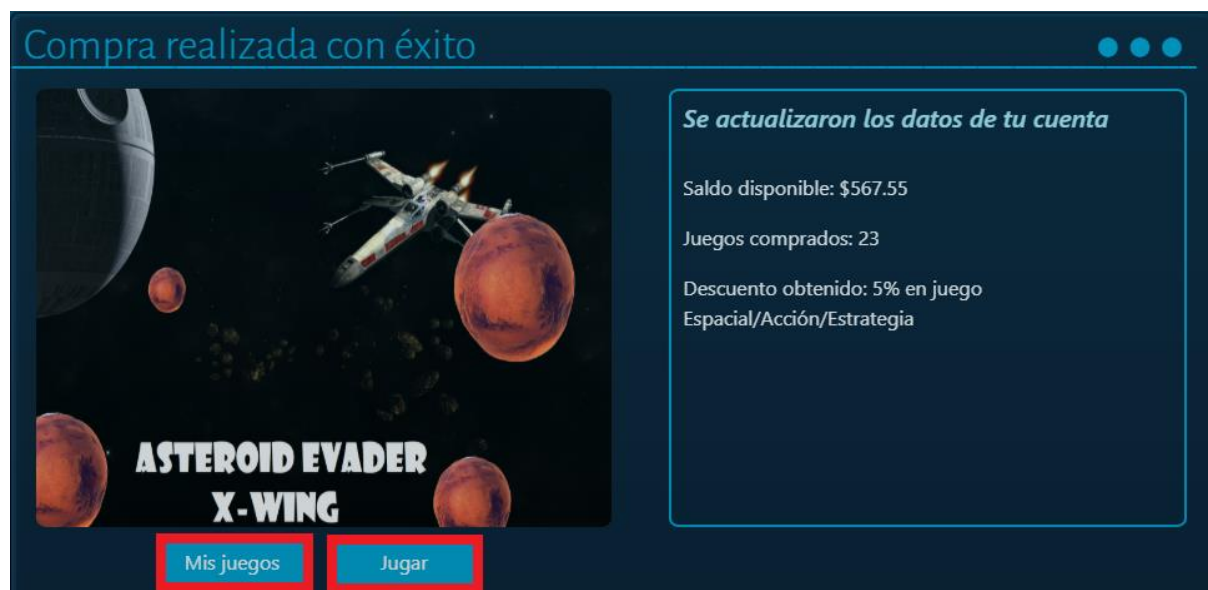 Compra realizada con éxito
Se actualizaron los datos de tu cuenta
Saldo disponible: $567.55
Juegos comprados: 23
Descuento obtenido: 5% en juego
Espacial/Acción/Estrategia
ASTEROID EVADER
X-WING
Mis juegos
Jugar